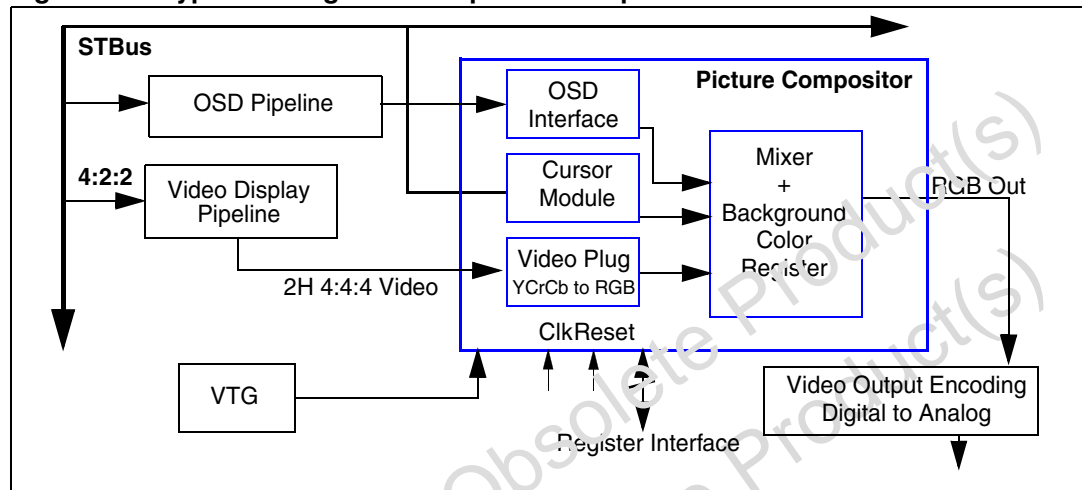 STBus
Picture Compositor
OSD Pipeline
OSD
Interface
4:2:2
Video Display
Pipeline
Cursor
Module
Mixer
+
Background
Color
Register
RGB Out
Video Plug
YCrCb to RGB
2H 4:4:4 Video
ClkReset
VTG
Register Interface
Video Output Encoding
Digital to Analog
Obsolete Product(s)
Product(s)